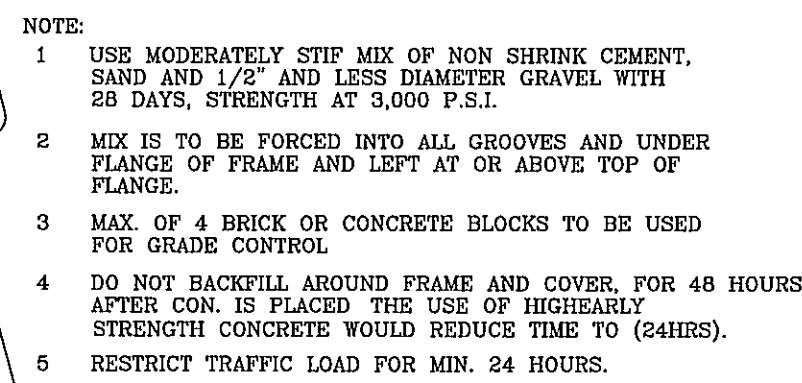 NOTE:
1 USE MODERATELY STIF MIX OF NON SHRINK CEMENT,
SAND AND 1/2" AND LESS DIAMETER GRAVEL WITH
28 DAYS, STRENGTH AT 3,000 P.S.I.
2 MIX IS TO BE FORCED INTO ALL GROOVES AND UNDER
FLANGE OF FRAME AND LEFT AT OR ABOVE TOP OF
FLANGE.
3 MAX. OF 4 BRICK OR CONCRETE BLOCKS TO BE USED
FOR GRADE CONTROL
4 DO NOT BACKFILL AROUND FRAME AND COVER, FOR 48 HOURS
AFTER CON. IS PLACED THE USE OF HIGHEARLY
STRENGTH CONCRETE WOULD REDUCE TIME TO (24HRS).
5 RESTRICT TRAFFIC LOAD FOR MIN. 24 HOURS.